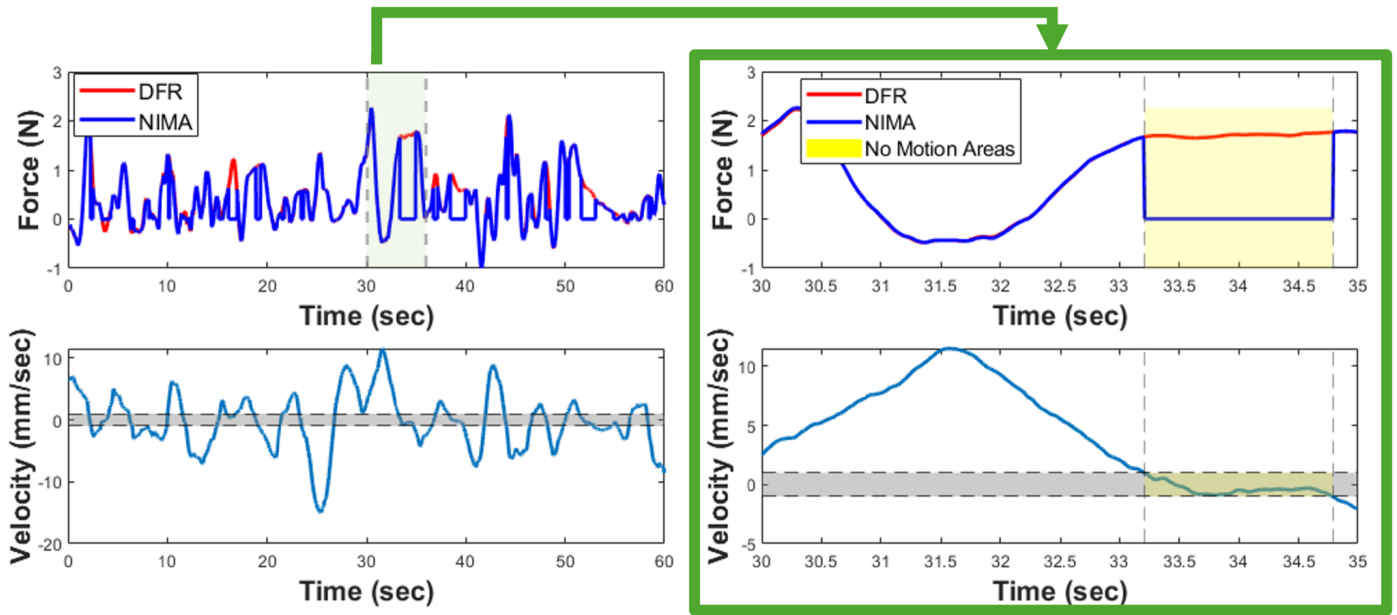 DFR
NIMA
Force (N)
3
2
1
0
-1
0 10 20 30 40 50 60
Time (sec)
DFR
NIMA
No Motion Areas
Force (N)
3
2
1
0
-1
30 30.5 31 31.5 32 32.5 33 33.5 34 34.5 35
Time (sec)
Velocity (mm/sec)
10
0
-10
-20
0 10 20 30 40 50 60
Time (sec)
Velocity (mm/sec)
10
5
0
-5
30 30.5 31 31.5 32 32.5 33 33.5 34 34.5 35
Time (sec)